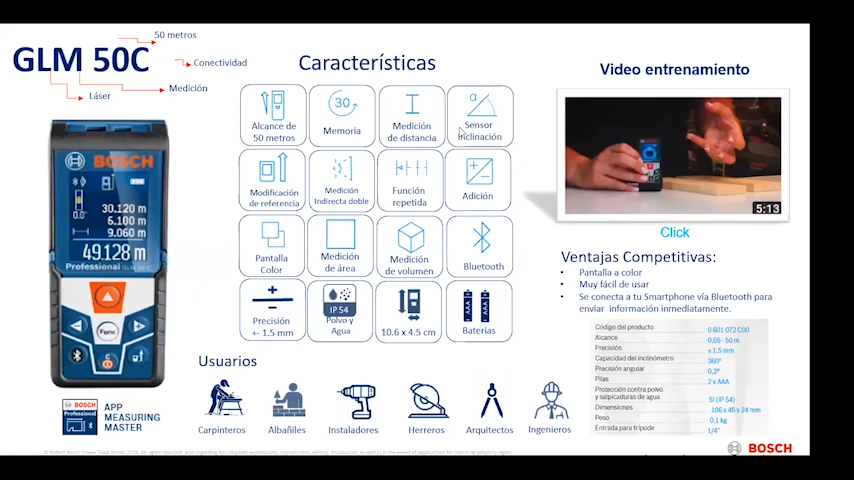 50 metros
GLM 50C
Conectividad
Medición
Láser
Características
Alcance de
50 metros
30
Memoria
Medición
de distancia
α
Sensor
Inclinación
Modificación
de referencia
Medición
Indirecta doble
Función
repetida
Adición
Pantalla
Color
Medición
de área
Medición
de volumen
Bluetooth
Precisión
+- 1.5 mm
IP 54
Polvo y
Agua
10.6 x 4.5 cm
AAA AAA
Baterias
BOSCH
0.0°
30.120 m
6.100 m
9.060 m
49.128 m
Professional GLM 50 C
Func
BOSCH
Professional
APP
MEASURING
MASTER
Usuarios
Carpinteros
Albañiles
Instaladores
Herreros
Arquitectos
Ingenieros
Video entrenamiento
5:13
Click
Ventajas Competitivas:
• Pantalla a color
• Muy fácil de usar
• Se conecta a tu Smartphone vía Bluetooth para
enviar información inmediatamente.
Código del producto 0 601 072 C00
Alcance 0,05 - 50 m
Precisión ± 1,5 mm
Capacidad del inclinómetro 360°
Precisión angular 0,2°
Pilas 2 x AAA
Protección contra polvo
y salpicaduras de agua Sí (IP 54)
Dimensiones 106 x 45 x 24 mm
Peso 0,1 kg
Entrada para trípode 1/4"
BOSCH